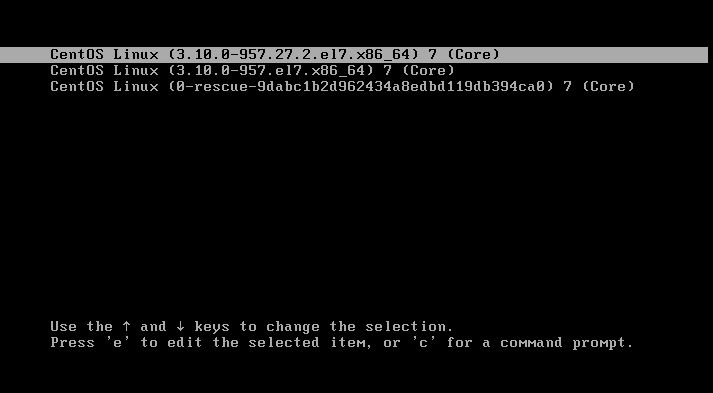 CentOS Linux (3.10.0-957.27.2.el7.x86_64) 7 (Core)
CentOS Linux (3.10.0-957.el7.x86_64) 7 (Core)
CentOS Linux (0-rescue-9dabc1b2d962434a8edbd119db394ca0) 7 (Core)
Use the ↑ and ↓ keys to change the selection.
Press 'e' to edit the selected item, or 'c' for a command prompt.